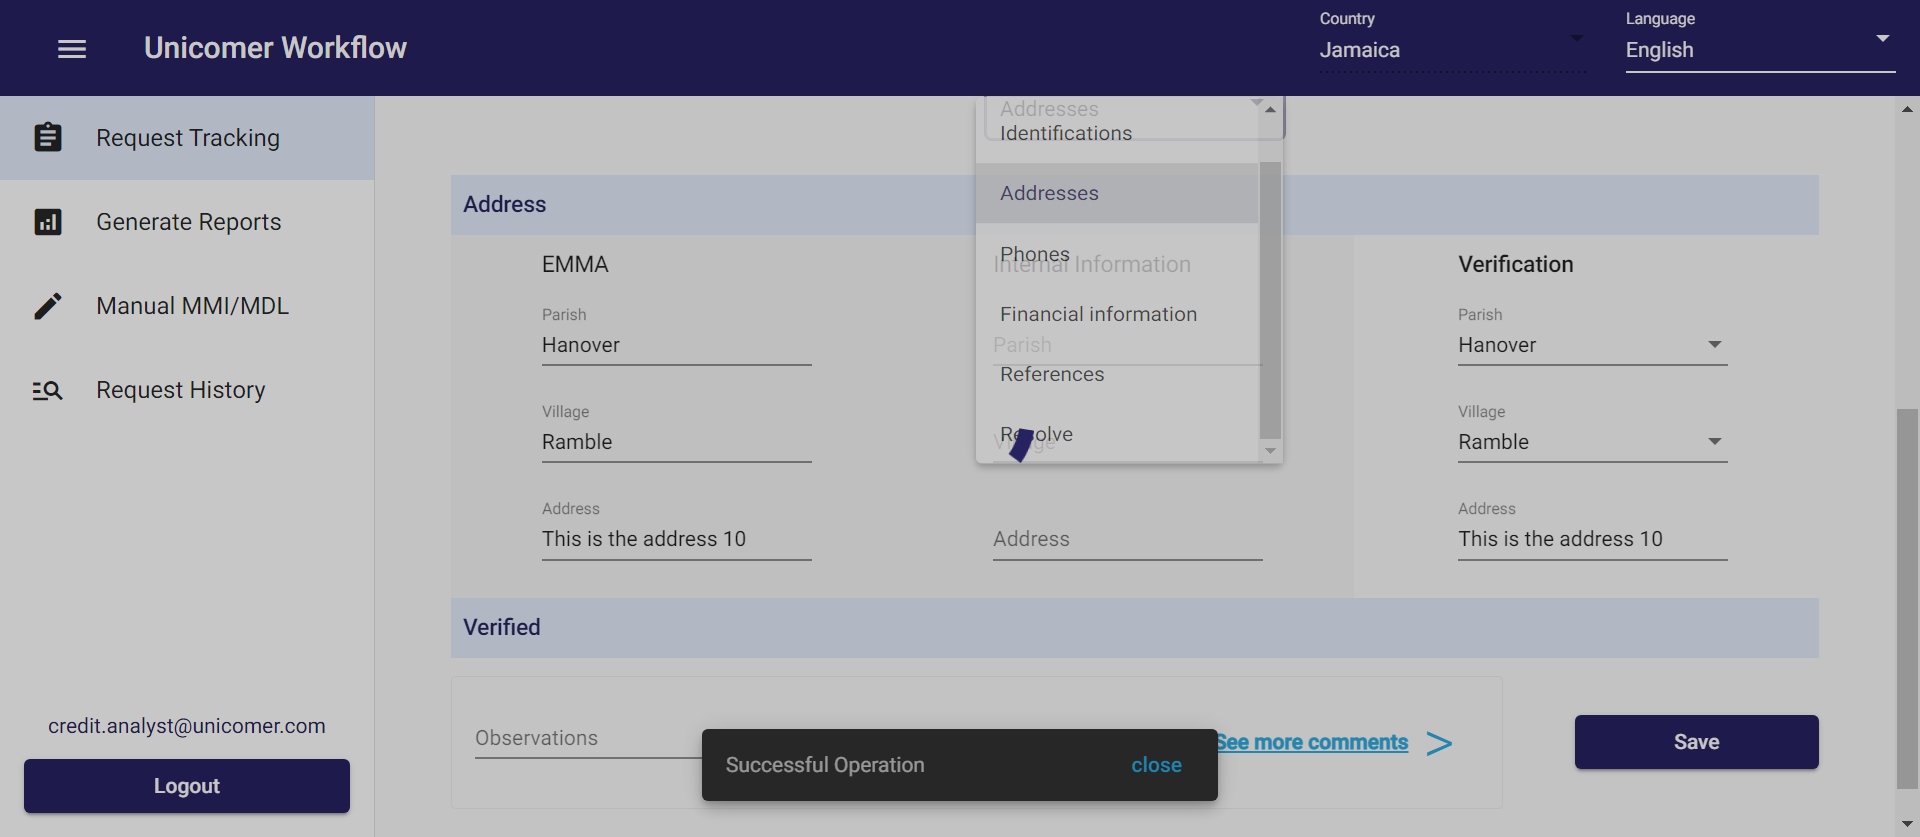 Unicomer Workflow
Country
Jamaica
Language
English
Request Tracking
Generate Reports
Manual MMI/MDL
Request History
credit.analyst@unicomer.com
Logout
Addresses
Identifications
Addresses
Phones
Financial information
References
Resolve
Address
EMMA
Parish
Hanover
Village
Ramble
Address
This is the address 10
Internal Information
Parish
Village
Address
Verification
Parish
Hanover
Village
Ramble
Address
This is the address 10
Verified
Observations
See more comments >
Save
Successful Operation
close